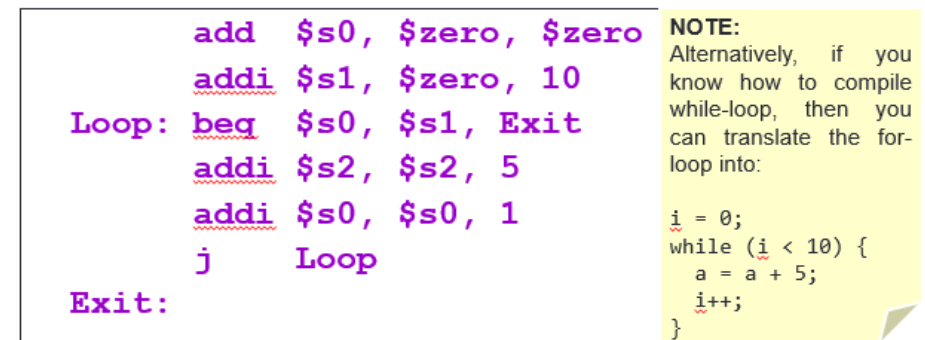 add $s0, $zero, $zero
addi $s1, $zero, 10
Loop: beq $s0, $s1, Exit
addi $s2, $s2, 5
addi $s0, $s0, 1
j Loop
Exit:
NOTE:
Alternatively, if you
know how to compile
while-loop, then you
can translate the for-
loop into:
i = 0;
while (i < 10) {
a = a + 5;
i++;
}